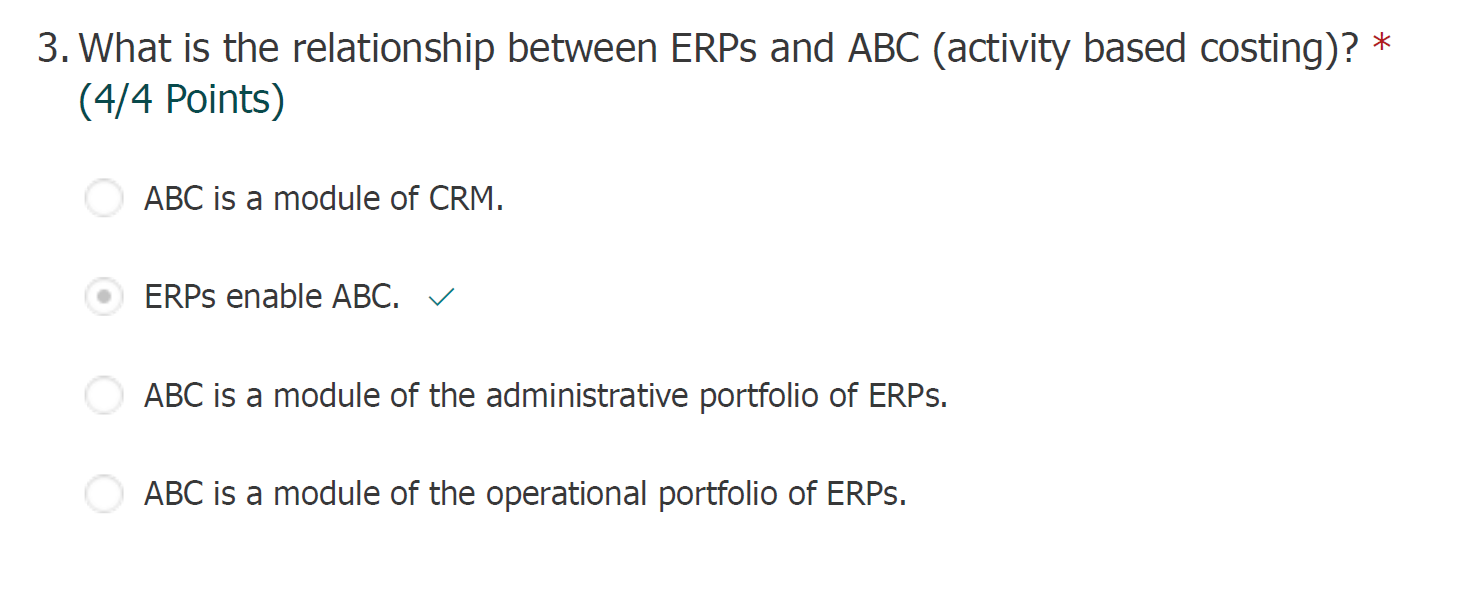 3. What is the relationship between ERPs and ABC (activity based costing)? *
(4/4 Points)
ABC is a module of CRM.
ERPs enable ABC.
ABC is a module of the administrative portfolio of ERPs.
ABC is a module of the operational portfolio of ERPs.